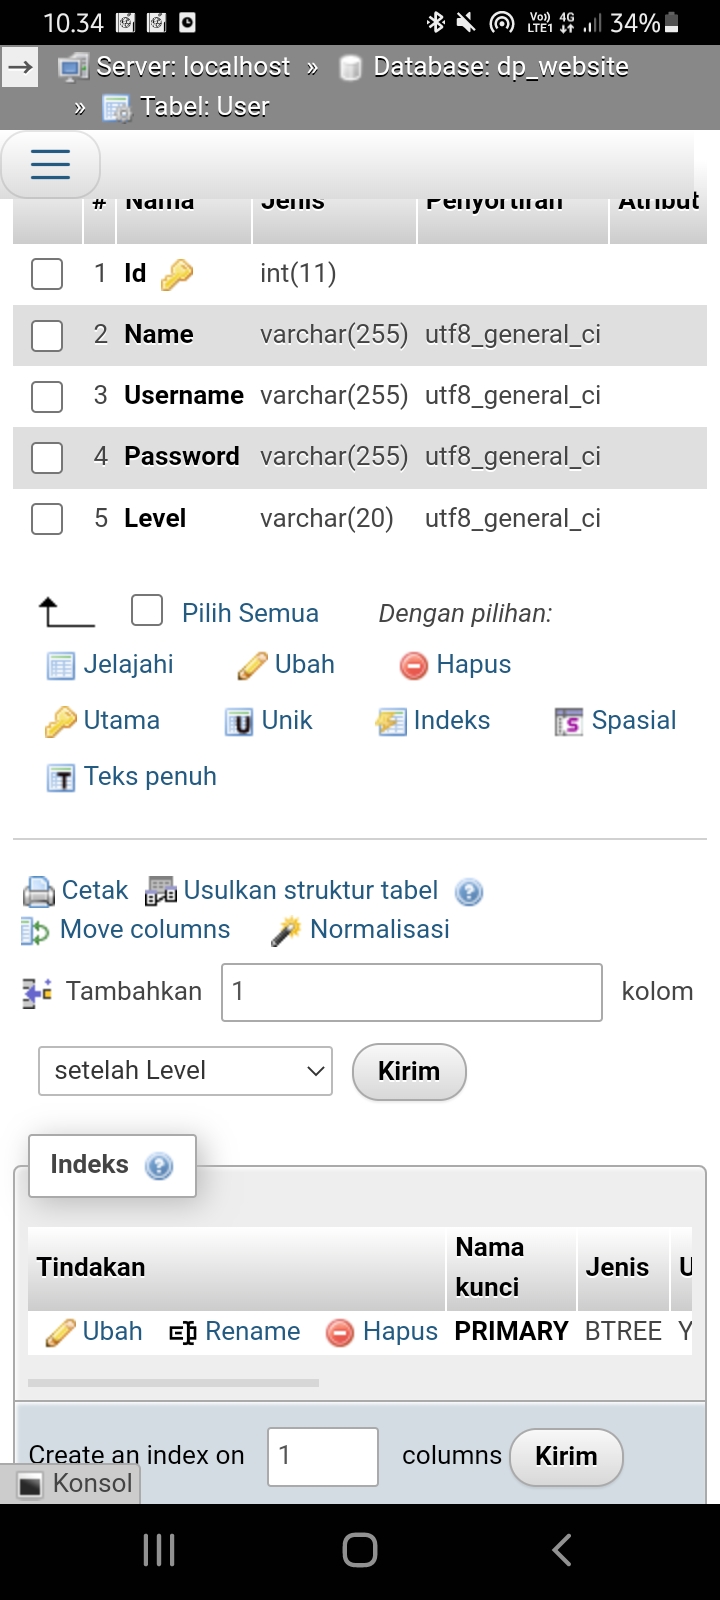 10.34 Vo)) 4G LTE1 34%
→ Server: localhost » Database: dp_website
» Tabel: User
# Nama Jenis Penyortiran Atribut
1 Id int(11)
2 Name varchar(255) utf8_general_ci
3 Username varchar(255) utf8_general_ci
4 Password varchar(255) utf8_general_ci
5 Level varchar(20) utf8_general_ci
Pilih Semua Dengan pilihan:
Jelajahi Ubah Hapus
Utama Unik Indeks Spasial
Teks penuh
Cetak Usulkan struktur tabel
Move columns Normalisasi
Tambahkan 1 kolom
setelah Level Kirim
Indeks
Tindakan Nama kunci Jenis U
Ubah Rename Hapus PRIMARY BTREE Y
Create an index on 1 columns Kirim
Konsol